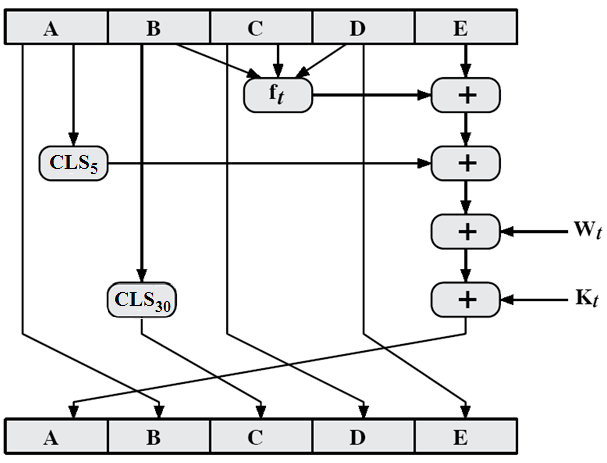 A B C D E
f_t +
CLS_5 +
+ W_t
CLS_30 + K_t
A B C D E